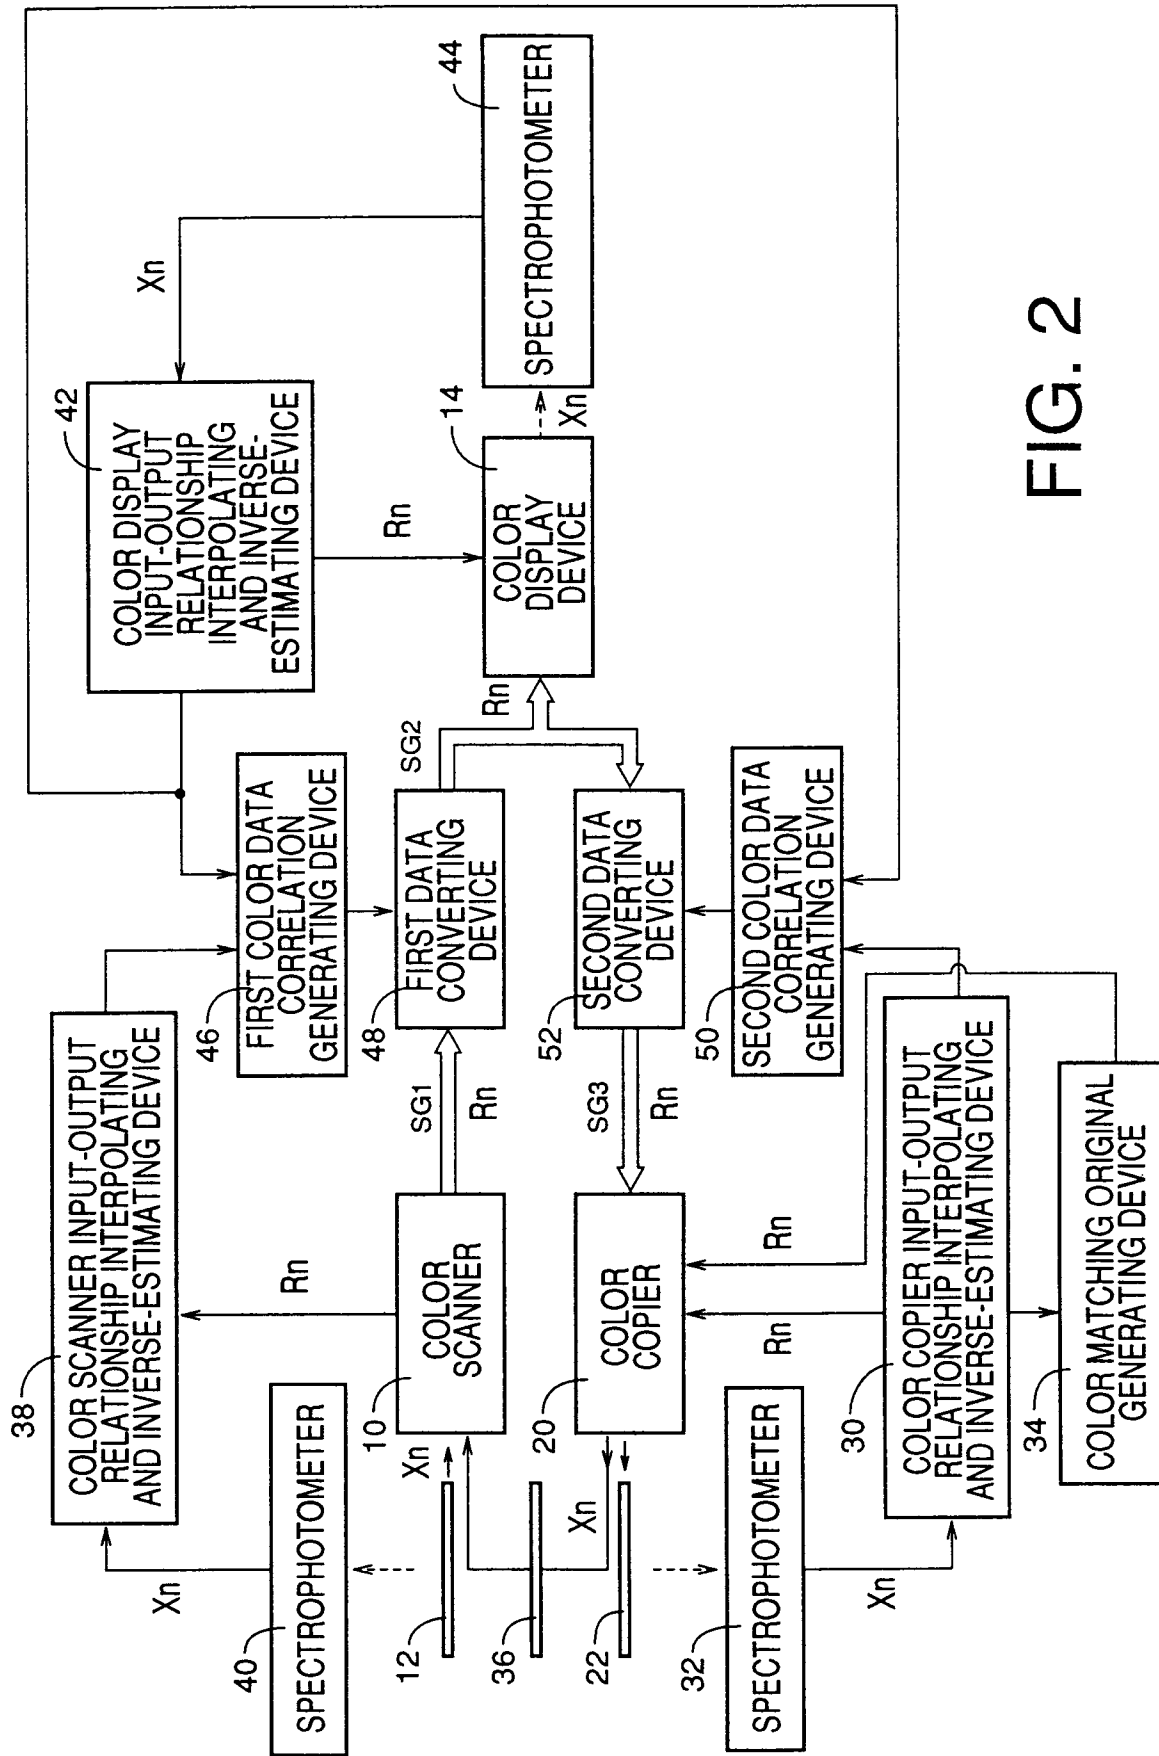 38
COLOR SCANNER INPUT-OUTPUT
RELATIONSHIP INTERPOLATING
AND INVERSE-ESTIMATING DEVICE
42
COLOR DISPLAY
INPUT-OUTPUT
RELATIONSHIP
INTERPOLATING
AND INVERSE-
ESTIMATING DEVICE
Xn
Xn
40
SPECTROPHOTOMETER
Rn
46
FIRST COLOR DATA
CORRELATION
GENERATING DEVICE
Rn
44
SPECTROPHOTOMETER
12
Xn
10
COLOR
SCANNER
SG1
Rn
48
FIRST DATA
CONVERTING
DEVICE
SG2
Rn
14
COLOR
DISPLAY
DEVICE
Xn
36
Xn
22
20
COLOR
COPIER
SG3
Rn
52
SECOND DATA
CONVERTING
DEVICE
32
SPECTROPHOTOMETER
Rn
Rn
50
SECOND COLOR DATA
CORRELATION
GENERATING DEVICE
Xn
30
COLOR COPIER INPUT-OUTPUT
RELATIONSHIP INTERPOLATING
AND INVERSE-ESTIMATING DEVICE
34
COLOR MATCHING ORIGINAL
GENERATING DEVICE
FIG. 2